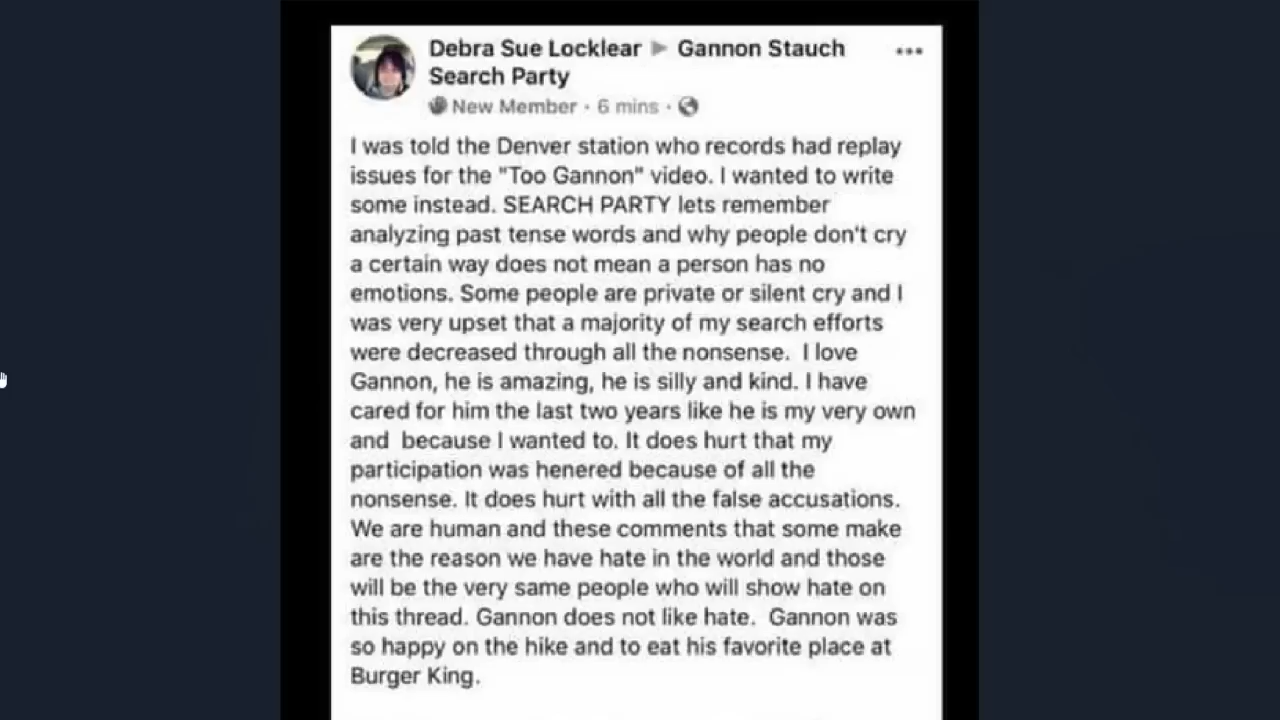 Debra Sue Locklear ▶ Gannon Stauch
Search Party
New Member · 6 mins ·
I was told the Denver station who records had replay
issues for the "Too Gannon" video. I wanted to write
some instead. SEARCH PARTY lets remember
analyzing past tense words and why people don't cry
a certain way does not mean a person has no
emotions. Some people are private or silent cry and I
was very upset that a majority of my search efforts
were decreased through all the nonsense.  I love
Gannon, he is amazing, he is silly and kind. I have
cared for him the last two years like he is my very own
and  because I wanted to. It does hurt that my
participation was henered because of all the
nonsense. It does hurt with all the false accusations.
We are human and these comments that some make
are the reason we have hate in the world and those
will be the very same people who will show hate on
this thread. Gannon does not like hate.  Gannon was
so happy on the hike and to eat his favorite place at
Burger King.